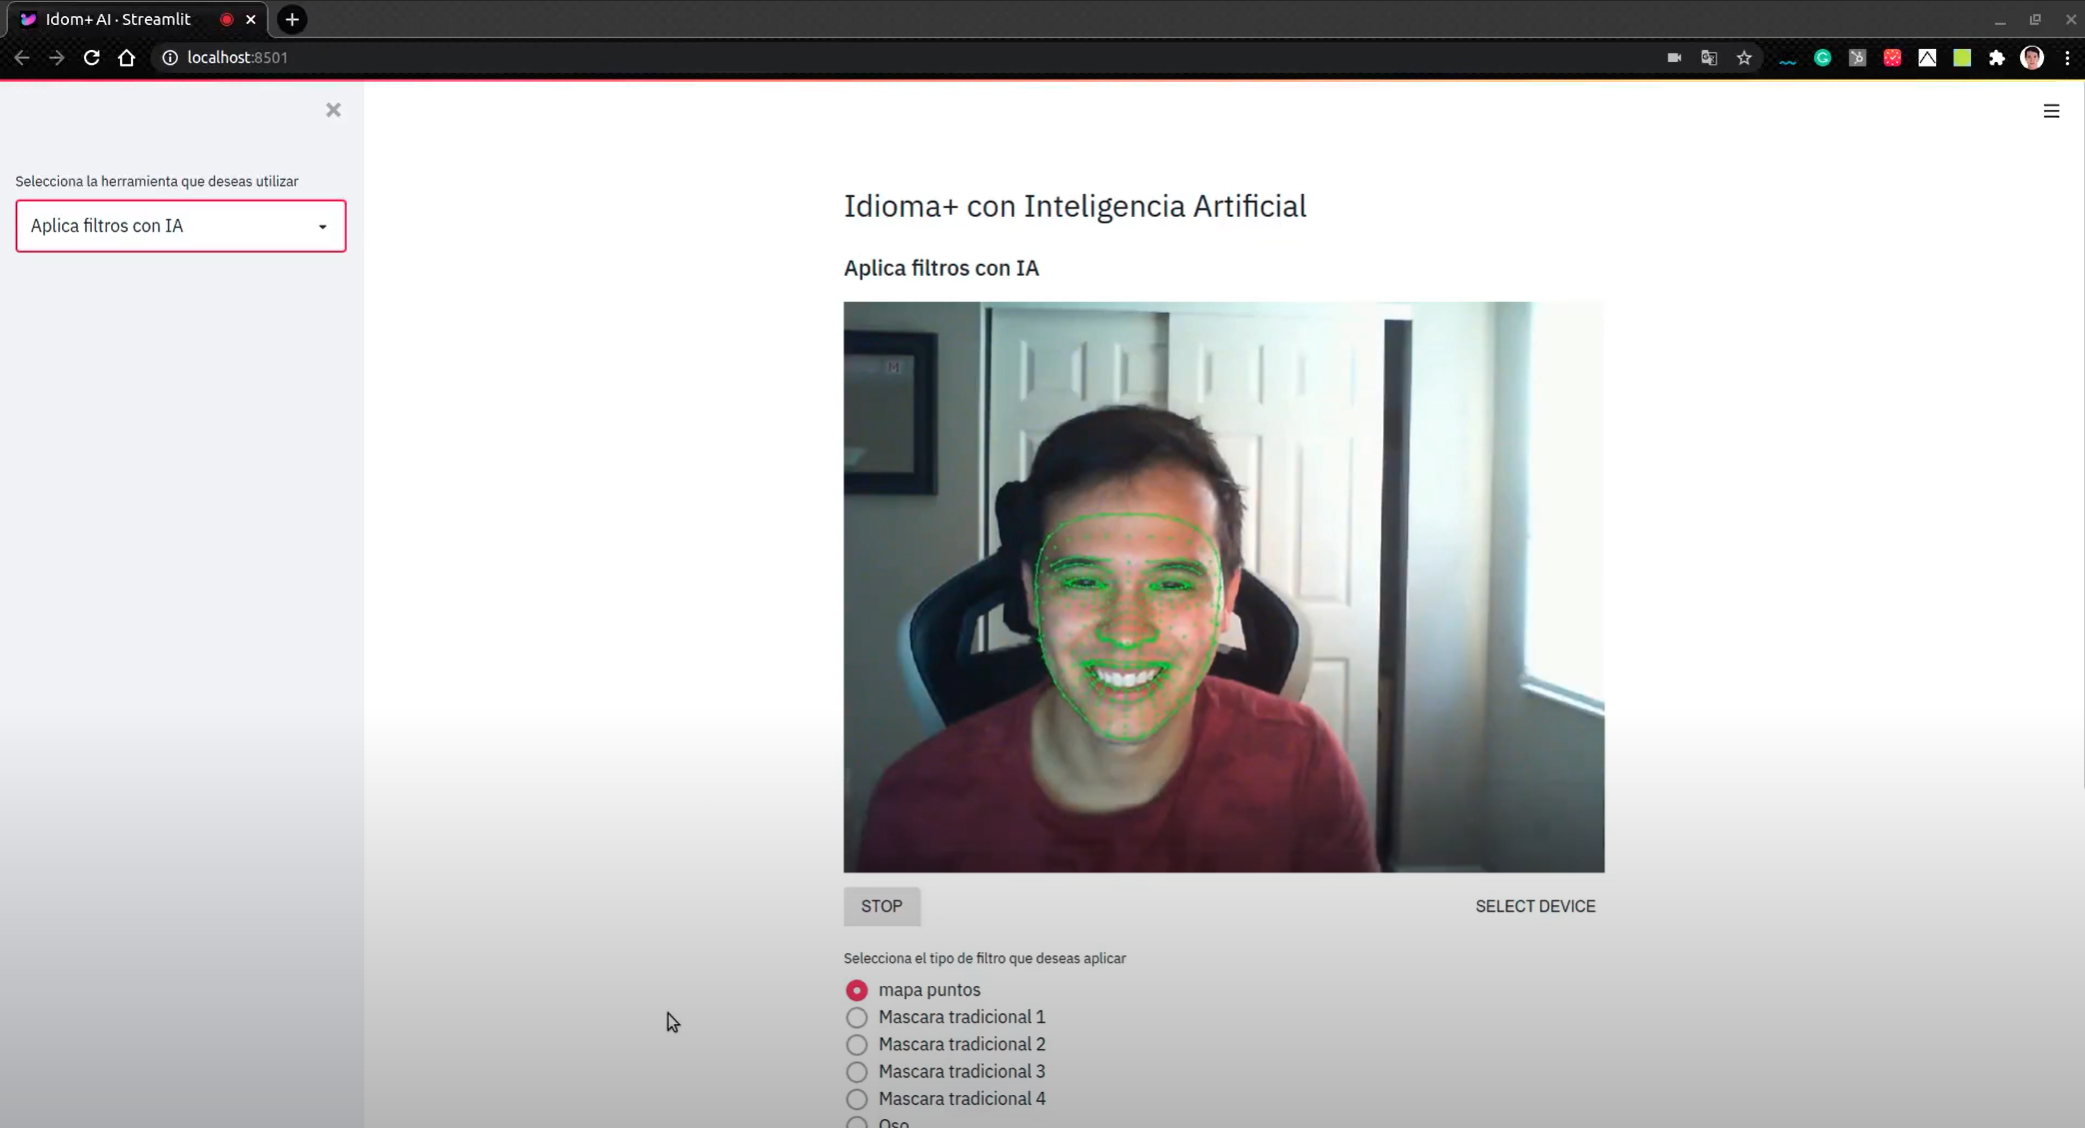 Idom+ AI · Streamlit
localhost:8501
Selecciona la herramienta que deseas utilizar
Aplica filtros con IA
Idioma+ con Inteligencia Artificial
Aplica filtros con IA
STOP
SELECT DEVICE
Selecciona el tipo de filtro que deseas aplicar
mapa puntos
Mascara tradicional 1
Mascara tradicional 2
Mascara tradicional 3
Mascara tradicional 4
Oso